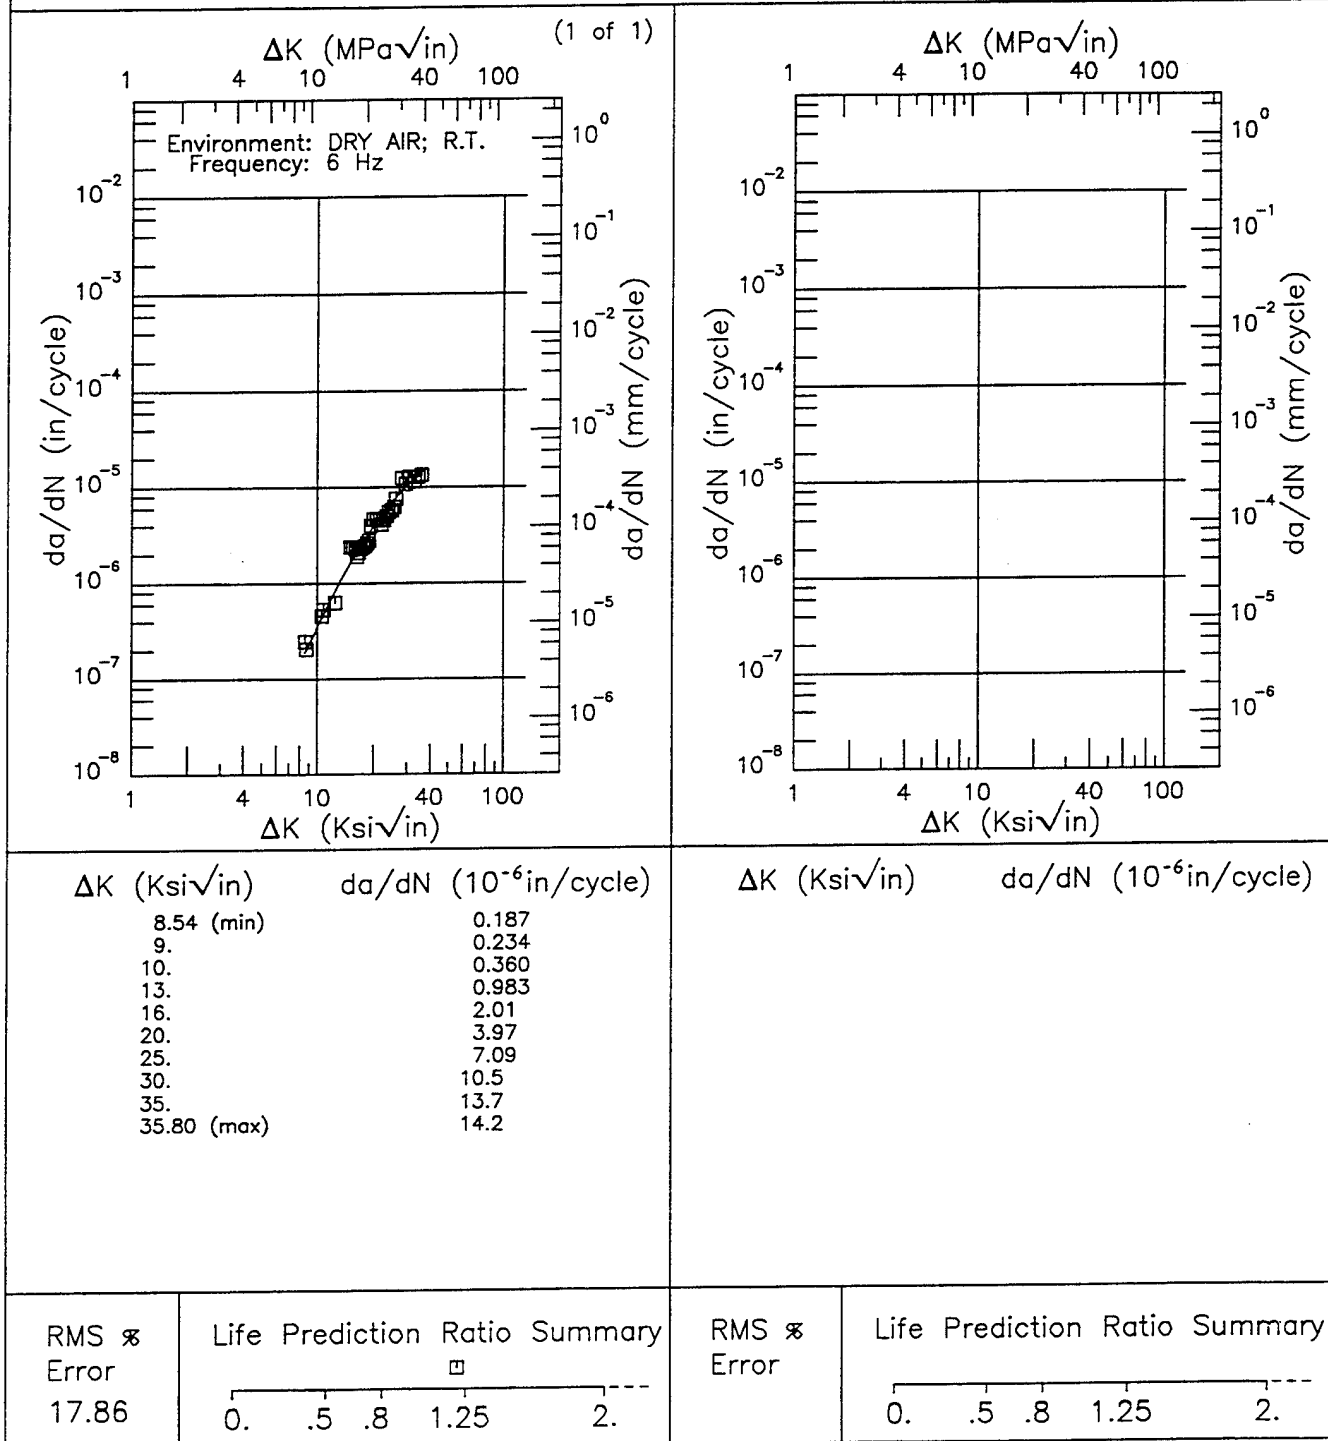 (1 of 1)
ΔK (MPa√in)
1 4 10 40 100
Environment: DRY AIR; R.T.
Frequency: 6 Hz
da/dN (in/cycle)
10⁻²
10⁻³
10⁻⁴
10⁻⁵
10⁻⁶
10⁻⁷
10⁻⁸
10⁰
10⁻¹
10⁻²
10⁻³
10⁻⁴
10⁻⁵
10⁻⁶
da/dN (mm/cycle)
1 4 10 40 100
ΔK (Ksi√in)
ΔK (MPa√in)
1 4 10 40 100
da/dN (in/cycle)
10⁻²
10⁻³
10⁻⁴
10⁻⁵
10⁻⁶
10⁻⁷
10⁻⁸
10⁰
10⁻¹
10⁻²
10⁻³
10⁻⁴
10⁻⁵
10⁻⁶
da/dN (mm/cycle)
1 4 10 40 100
ΔK (Ksi√in)
ΔK (Ksi√in) da/dN (10⁻⁶in/cycle)
8.54 (min) 0.187
9. 0.234
10. 0.360
13. 0.983
16. 2.01
20. 3.97
25. 7.09
30. 10.5
35. 13.7
35.80 (max) 14.2
ΔK (Ksi√in) da/dN (10⁻⁶in/cycle)
RMS %
Error
17.86
Life Prediction Ratio Summary
0. .5 .8 1.25 2.
RMS %
Error
Life Prediction Ratio Summary
0. .5 .8 1.25 2.